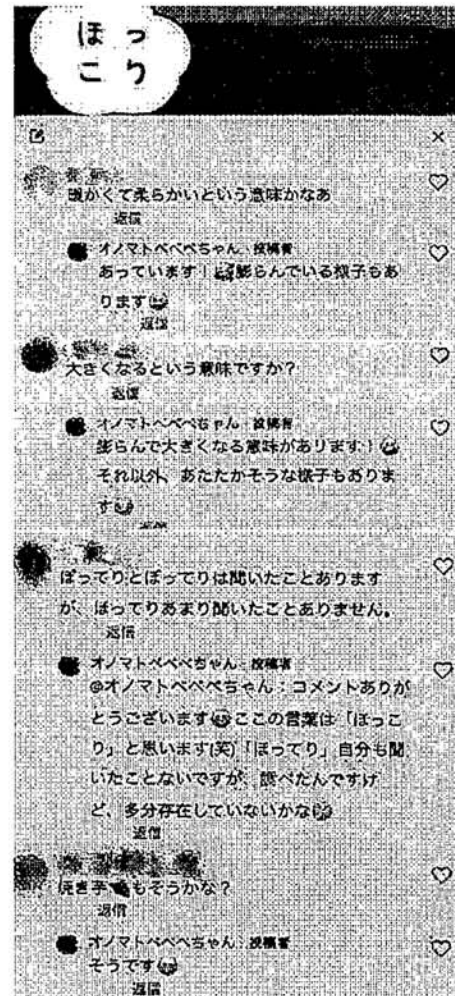 ほっ
こり
暖かくて柔らかいという意味かなあ
返信
オノマトペペペちゃん・投稿者
あっています！膨らんでいる様子もあ
ります
返信
大きくなるという意味ですか？
返信
オノマトペペペちゃん・投稿者
膨らんで大きくなる意味があります！
それ以外、あたたかそうな様子もありま
す
返信
ぽってりとぼってりは聞いたことあります
が、ほってりあまり聞いたことありません。
返信
オノマトペペペちゃん・投稿者
@オノマトペペペちゃん：コメントありが
とうございます ここの言葉は「ほっこ
り」と思います(笑)「ほってり」自分も聞
いたことないですが、調べたんですけ
ど、多分存在していないかな
返信
焼き芋もそうかな？
返信
オノマトペペペちゃん・投稿者
そうです
返信